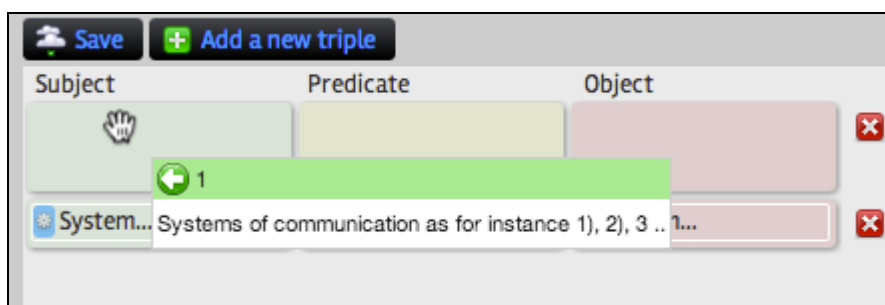 Save Add a new triple
Subject Predicate Object
1
System... Systems of communication as for instance 1), 2), 3 ..